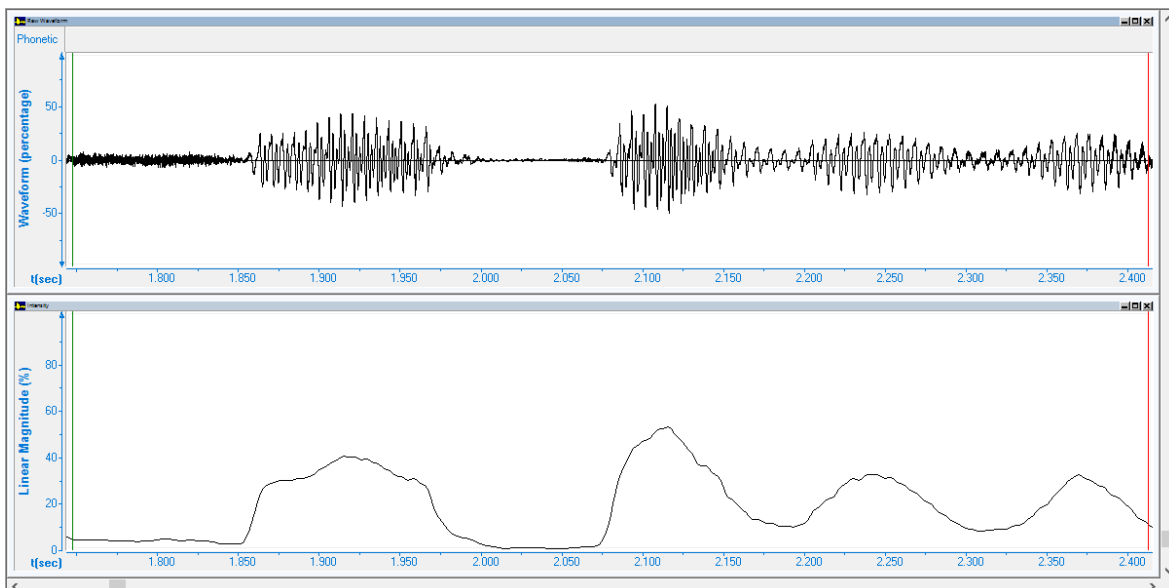 Raw Waveform
Phonetic
Waveform (percentage)
50
0
-50
t(sec)
1.800 1.850 1.900 1.950 2.000 2.050 2.100 2.150 2.200 2.250 2.300 2.350 2.400
Intensity
Linear Magnitude (%)
80
60
40
20
0
t(sec)
1.800 1.850 1.900 1.950 2.000 2.050 2.100 2.150 2.200 2.250 2.300 2.350 2.400